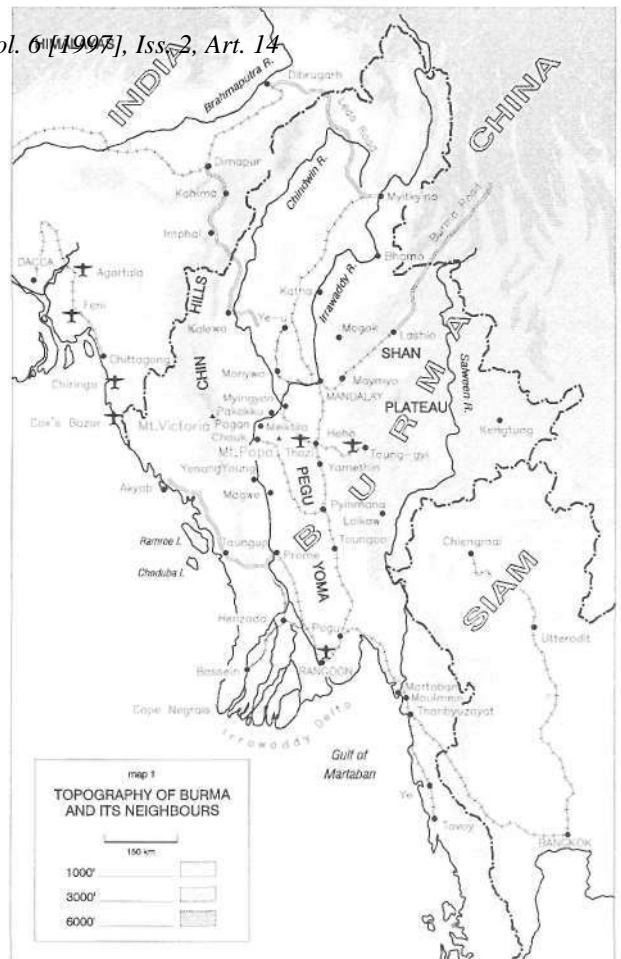 ol. 6 [1997], Iss. 2, Art. 14
HIMALAYAS
INDIA
CHINA
Brahmaputra R.
Dibrugarh
Ledo Road
Dimapur
Kohima
Chindwin R.
Myitkyina
Burma Road
Imphal
Bhamo
DACCA
Agartala
Feni
HILLS
Katha
Irrawaddy R.
Kalewa
Ye-u
Mogok
Lashio
Chittagong
CHIN
SHAN
Salween R.
Chiringa
Monywa
Maymyo
MANDALAY
PLATEAU
Myingyan
Pakokku
Cox's Bazar
Mt.Victoria
Pagan
Meiktila
Heho
Kengtung
Chauk
Mt.Popa
Thazi
Taung-gyi
Yenangyoung
Yamethin
PEGU
BURMA
Akyab
Magwe
Pyinmana
Loikaw
Ramree I.
Taungup
Prome
Toungoo
Chiengmai
Cheduba I.
YOMA
SIAM
Henzada
Pegu
Utterodit
Bassein
RANGOON
Martaban
Moulmein
Cape Negrais
Thanbyuzayat
Irrawaddy Delta
Gulf of
Martaban
Ye
Tavoy
BANGKOK
map 1
TOPOGRAPHY OF BURMA
AND ITS NEIGHBOURS
150 km
1000'
3000'
6000'